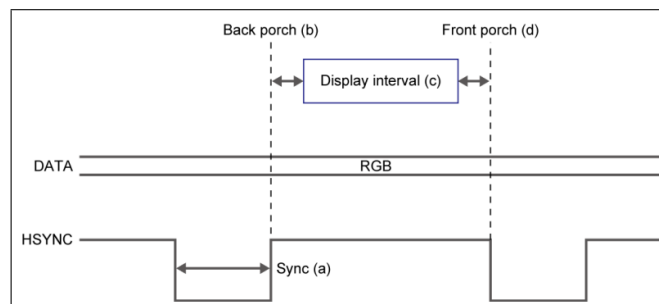 Back porch (b) Front porch (d)
Display interval (c)
DATA RGB
HSYNC
Sync (a)